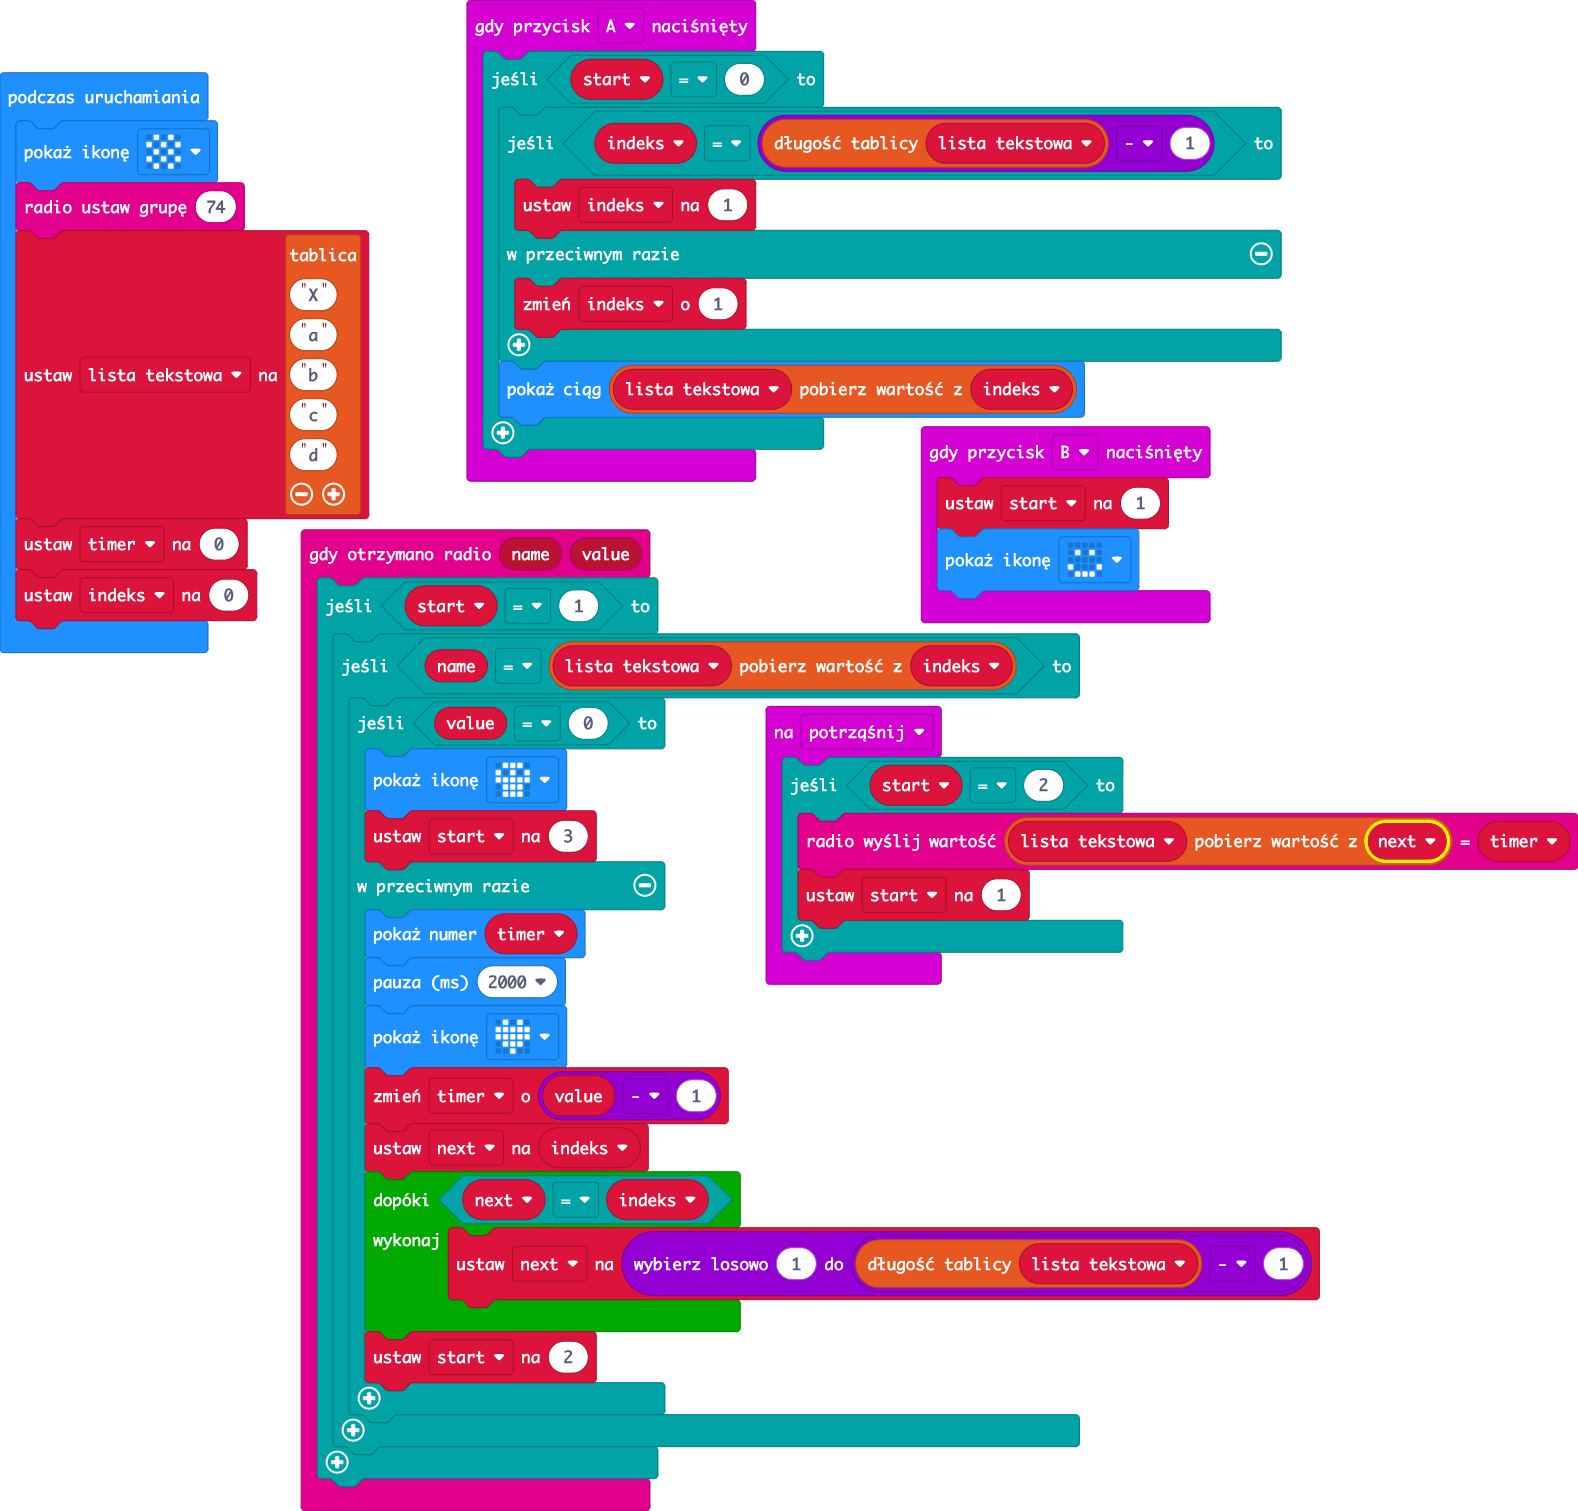 podczas uruchamiania
pokaż ikonę
radio ustaw grupę 74
ustaw lista tekstowa na tablica
"X"
"a"
"b"
"c"
"d"
ustaw timer na 0
ustaw indeks na 0
gdy przycisk A naciśnięty
jeśli start = 0 to
jeśli indeks = długość tablicy lista tekstowa - 1 to
ustaw indeks na 1
w przeciwnym razie
zmień indeks o 1
pokaż ciąg lista tekstowa pobierz wartość z indeks
gdy przycisk B naciśnięty
ustaw start na 1
pokaż ikonę
gdy otrzymano radio name value
jeśli start = 1 to
jeśli name = lista tekstowa pobierz wartość z indeks to
jeśli value = 0 to
pokaż ikonę
ustaw start na 3
w przeciwnym razie
pokaż numer timer
pauza (ms) 2000
pokaż ikonę
zmień timer o value - 1
ustaw next na indeks
dopóki next = indeks
wykonaj
ustaw next na wybierz losowo 1 do długość tablicy lista tekstowa - 1
ustaw start na 2
na potrząśnij
jeśli start = 2 to
radio wyślij wartość lista tekstowa pobierz wartość z next = timer
ustaw start na 1